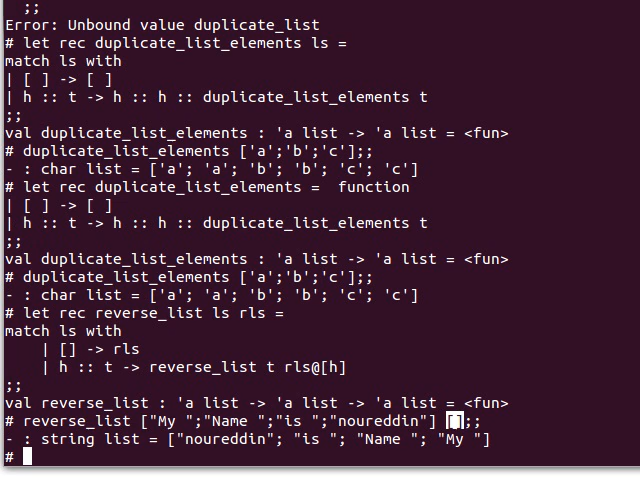 ;;
Error: Unbound value duplicate_list
# let rec duplicate_list_elements ls =
match ls with
| [ ] -> [ ]
| h :: t -> h :: h :: duplicate_list_elements t
;;
val duplicate_list_elements : 'a list -> 'a list = <fun>
# duplicate_list_elements ['a';'b';'c'];;
- : char list = ['a'; 'a'; 'b'; 'b'; 'c'; 'c']
# let rec duplicate_list_elements =  function
| [ ] -> [ ]
| h :: t -> h :: h :: duplicate_list_elements t
;;
val duplicate_list_elements : 'a list -> 'a list = <fun>
# duplicate_list_elements ['a';'b';'c'];;
- : char list = ['a'; 'a'; 'b'; 'b'; 'c'; 'c']
# let rec reverse_list ls rls =
match ls with
    | [] -> rls
    | h :: t -> reverse_list t rls@[h]
;;
val reverse_list : 'a list -> 'a list -> 'a list = <fun>
# reverse_list ["My ";"Name ";"is ";"noureddin"] [];;
- : string list = ["noureddin"; "is "; "Name "; "My "]
#